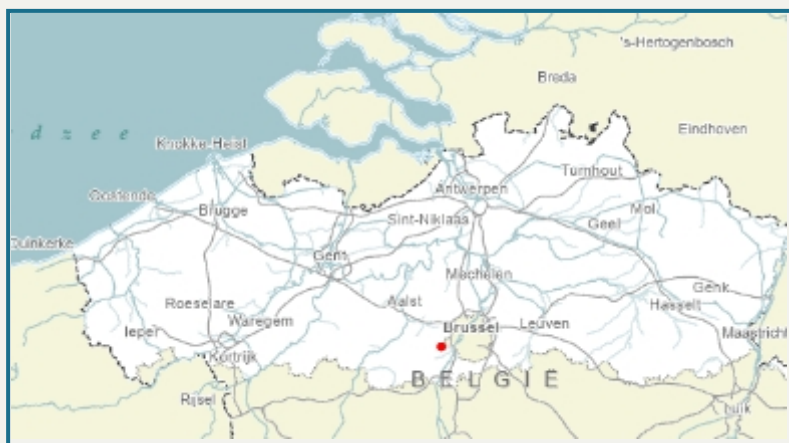 's-Hertogenbosch
Breda
Eindhoven
dzee
Knokke-Heist
Turnhout
Antwerpen
Oostende
Brugge
Sint-Niklaas
Mol
Geel
Duinkerke
Gent
Mechelen
Genk
Roeselare
Aalst
Hasselt
Waregem
Brussel
Leuven
Ieper
Maastricht
Kortrijk
BELGIË
Rijsel
Luik